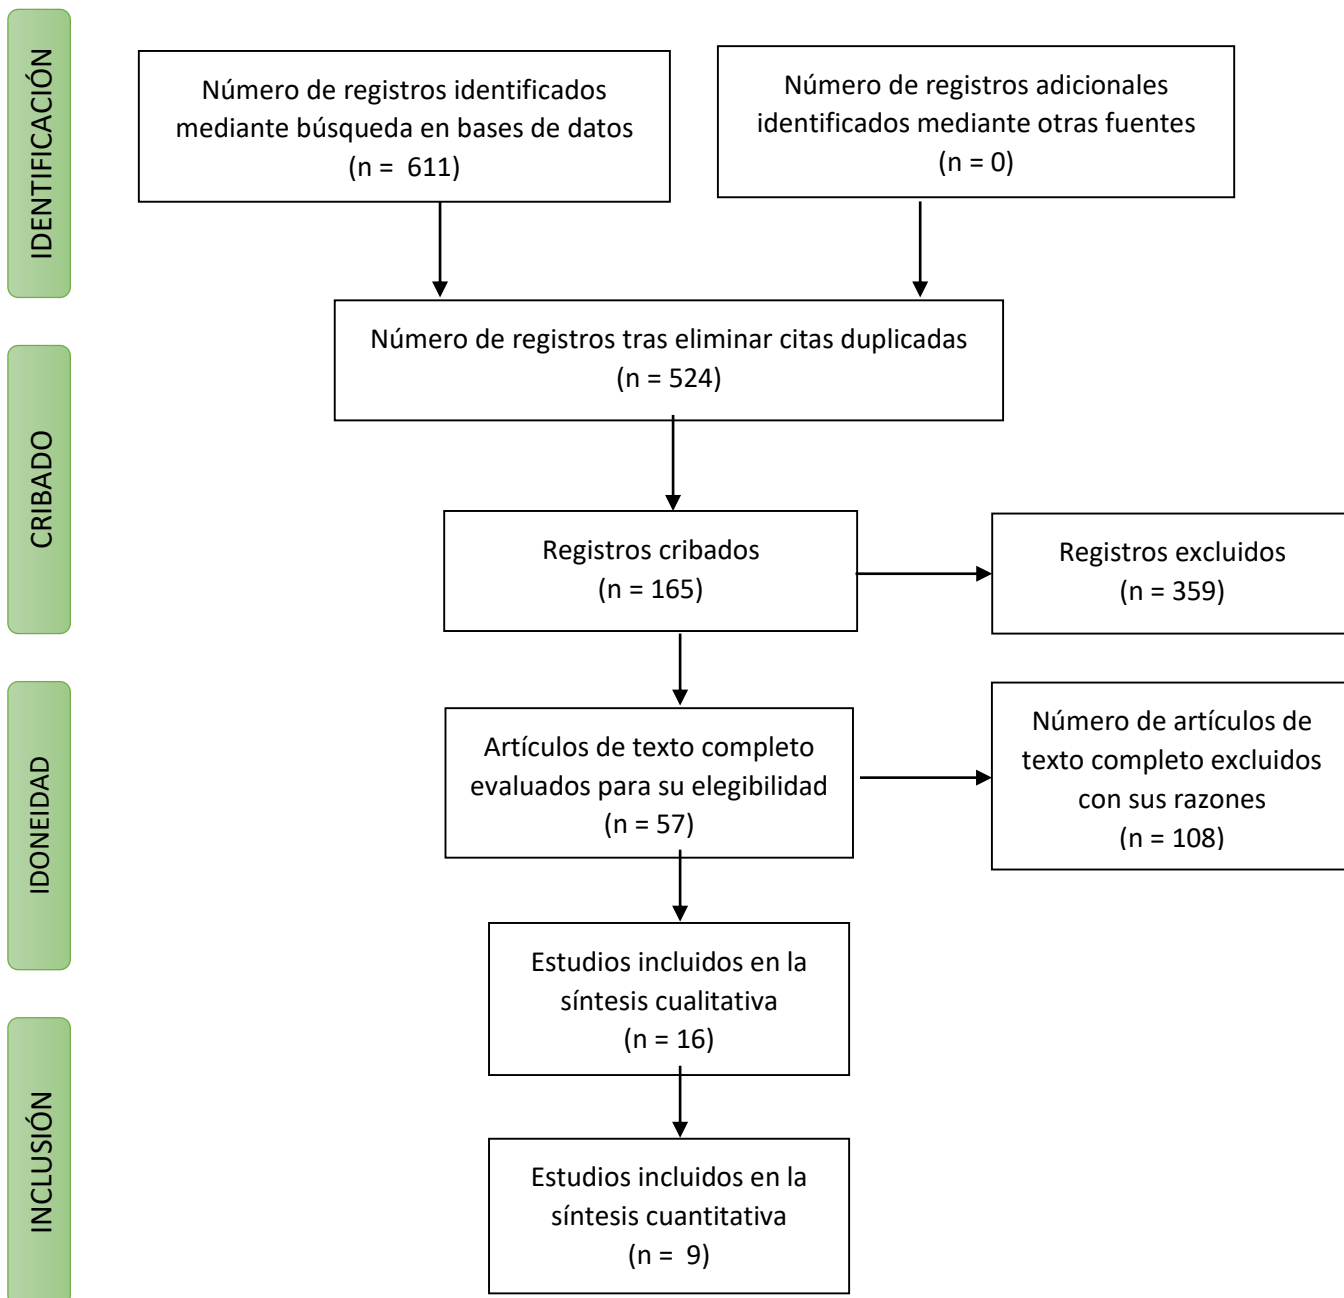 IDENTIFICACIÓN
Número de registros identificados
mediante búsqueda en bases de datos
(n =  611)
Número de registros adicionales
identificados mediante otras fuentes
(n = 0)
Número de registros tras eliminar citas duplicadas
(n = 524)
CRIBADO
Registros cribados
(n = 165)
Registros excluidos
(n = 359)
IDONEIDAD
Artículos de texto completo
evaluados para su elegibilidad
(n = 57)
Número de artículos de
texto completo excluidos
con sus razones
(n = 108)
Estudios incluidos en la
síntesis cualitativa
(n = 16)
INCLUSIÓN
Estudios incluidos en la
síntesis cuantitativa
(n =  9)